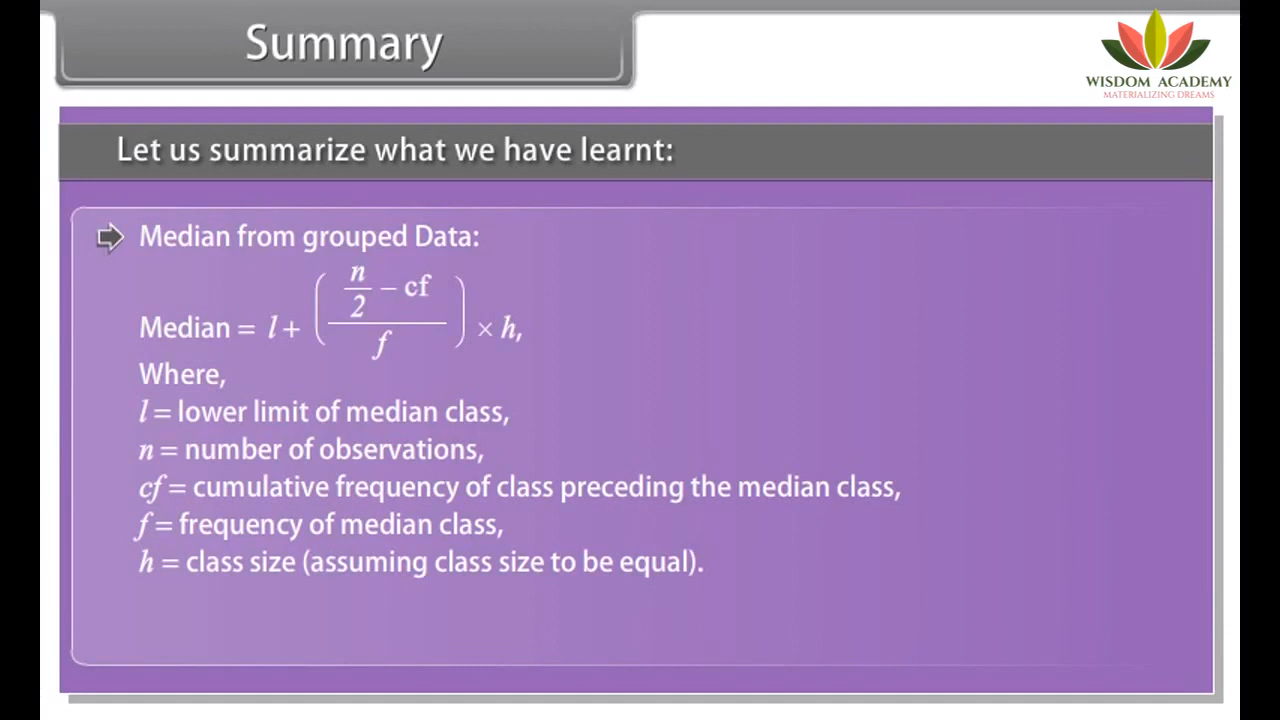 Summary
WISDOM ACADEMY
MATERIALIZING DREAMS
Let us summarize what we have learnt:
Median from grouped Data:
Median = l + ( (n/2 − cf) / f ) × h,
Where,
l = lower limit of median class,
n = number of observations,
cf = cumulative frequency of class preceding the median class,
f = frequency of median class,
h = class size (assuming class size to be equal).